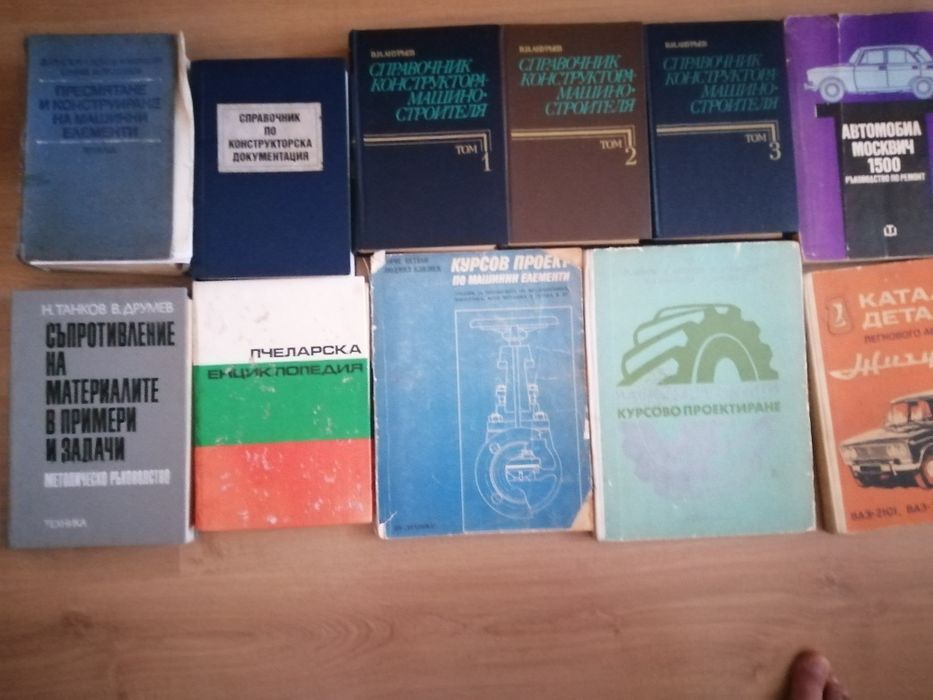 ПРЕСМЯТАНЕ
И КОНСТРУИРАНЕ
НА МАШИННИ
ЕЛЕМЕНТИ
СПРАВОЧНИК
ПО
КОНСТРУКТОРСКА
ДОКУМЕНТАЦИЯ
В.И.АНУРЬЕВ
СПРАВОЧНИК
КОНСТРУКТОРА-
МАШИНО-
СТРОИТЕЛЯ
ТОМ 1
В.И.АНУРЬЕВ
СПРАВОЧНИК
КОНСТРУКТОРА-
МАШИНО-
СТРОИТЕЛЯ
ТОМ 2
В.И.АНУРЬЕВ
СПРАВОЧНИК
КОНСТРУКТОРА-
МАШИНО-
СТРОИТЕЛЯ
ТОМ 3
АВТОМОБИЛ
МОСКВИЧ
1500
РЪКОВОДСТВО ПО РЕМОНТ
Н. ТАНКОВ В. ДРУМЕВ
СЪПРОТИВЛЕНИЕ
НА
МАТЕРИАЛИТЕ
В ПРИМЕРИ
И ЗАДАЧИ
МЕТОДИЧЕСКО РЪКОВОДСТВО
ТЕХНИКА
ПЧЕЛАРСКА
ЕНЦИКЛОПЕДИЯ
КУРСОВ ПРОЕКТ
ПО МАШИННИ ЕЛЕМЕНТИ
КУРСОВО ПРОЕКТИРАНЕ
КАТА
ДЕТА
ЛЕГКОВОГО А
Жигу
ВАЗ-2101, ВАЗ-